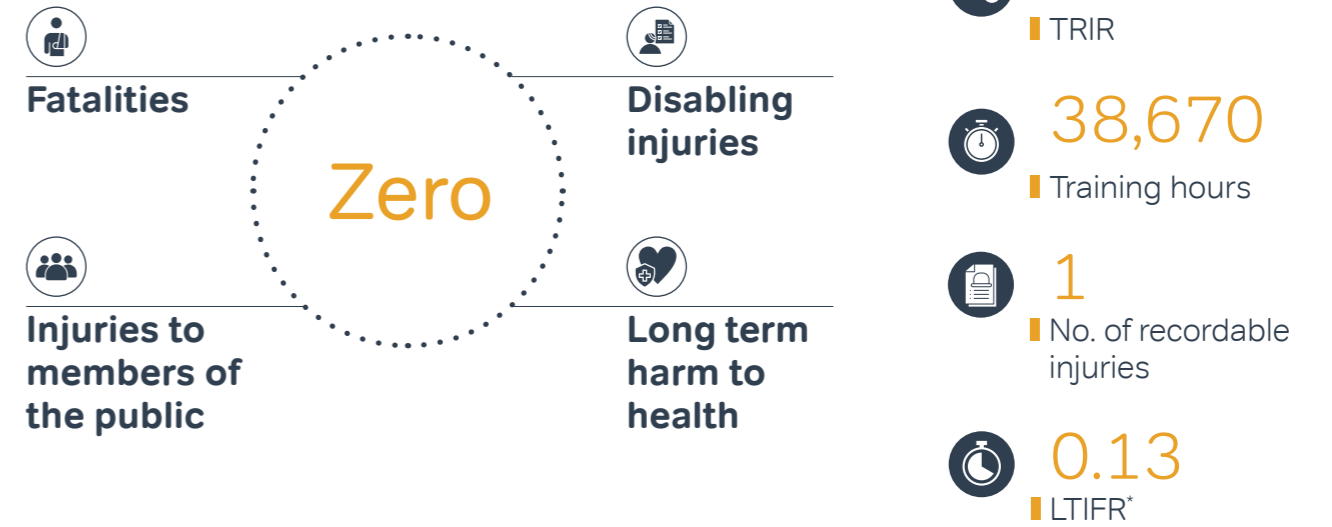 Fatalities
Disabling
injuries
Zero
Injuries to
members of
the public
Long term
harm to
health
TRIR
38,670
Training hours
1
No. of recordable
injuries
0.13
LTIFR*